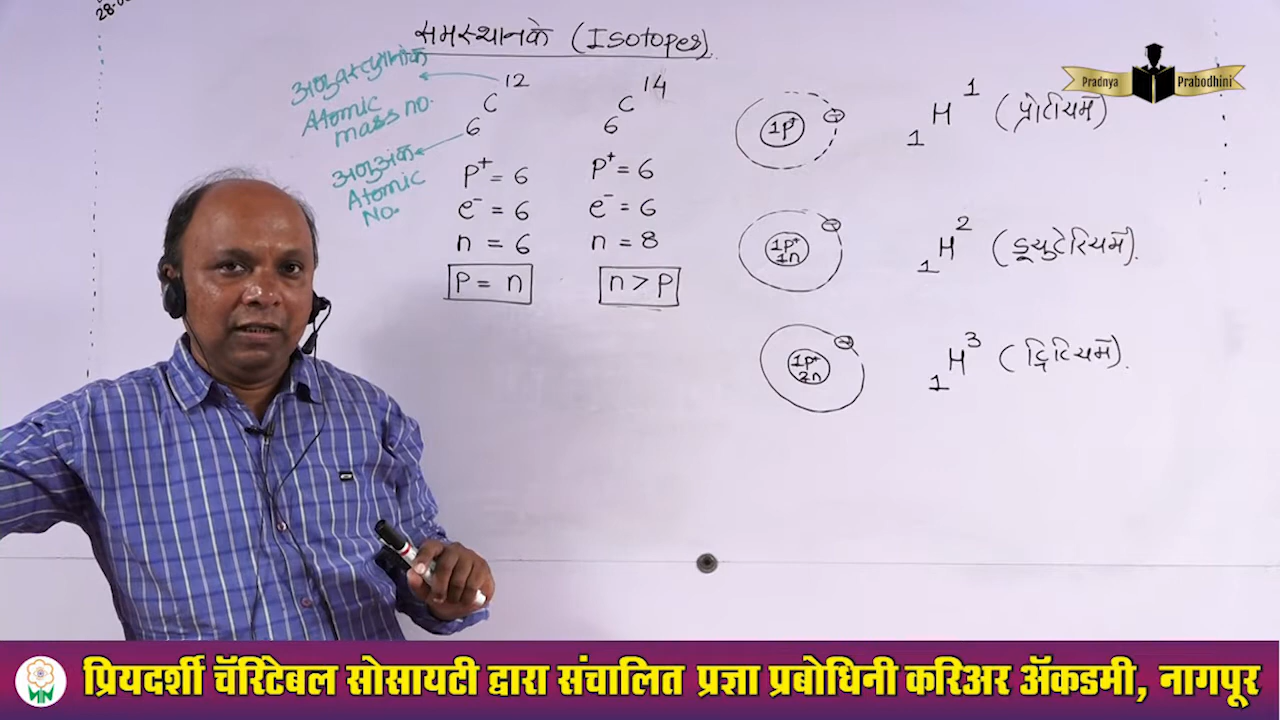 समस्थानके (Isotopes).
अणुवस्तुमानांक
Atomic
mass no.
अणुअंक
Atomic
No.
12
C
6
P+ = 6
e- = 6
n = 6
P = n
14
C
6
P+ = 6
e- = 6
n = 8
n > P
1P+
1H1 (प्रोटीयम)
1P+
1n
1H2 (ड्युटेरियम).
1P+
2n
1H3 (ट्रिटियम).
Pradnya Prabodhini
प्रियदर्शी चॅरिटेबल सोसायटी द्वारा संचालित प्रज्ञा प्रबोधिनी करिअर ॲकडमी, नागपूर